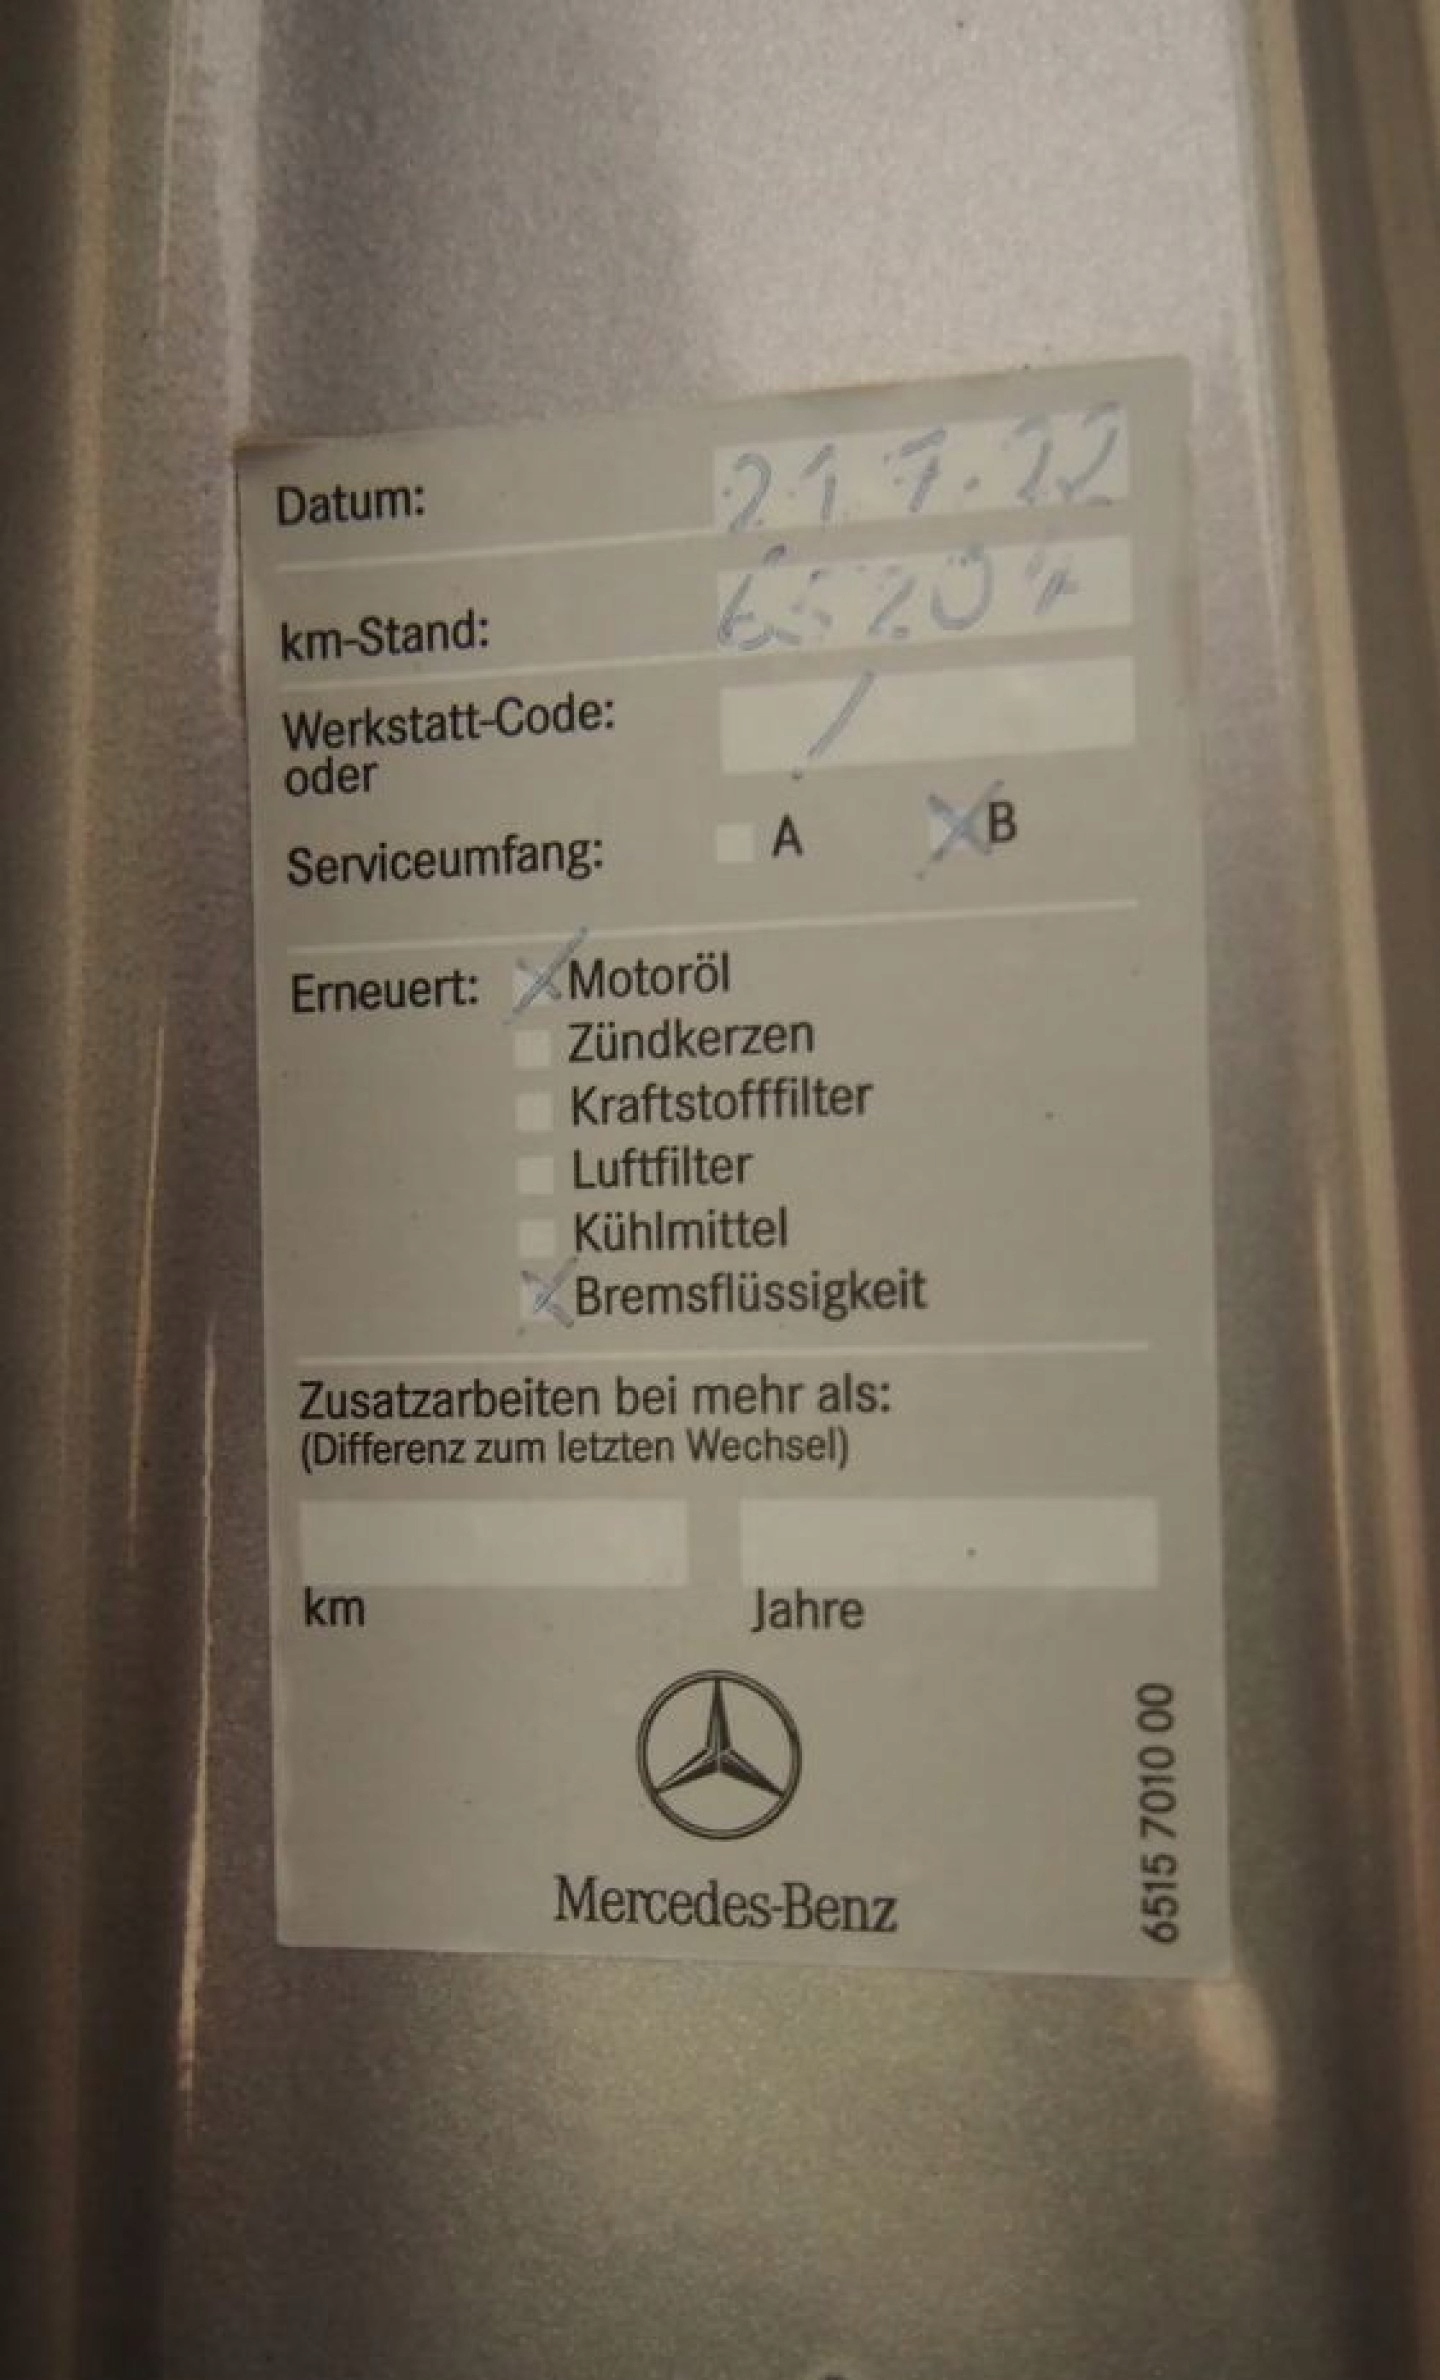 Datum: 21.7.22
km-Stand: 65204
Werkstatt-Code: /
oder
Serviceumfang: A X B
Erneuert: X Motoröl
Zündkerzen
Kraftstofffilter
Luftfilter
Kühlmittel
X Bremsflüssigkeit
Zusatzarbeiten bei mehr als:
(Differenz zum letzten Wechsel)
km Jahre
Mercedes-Benz
6515 7010 00